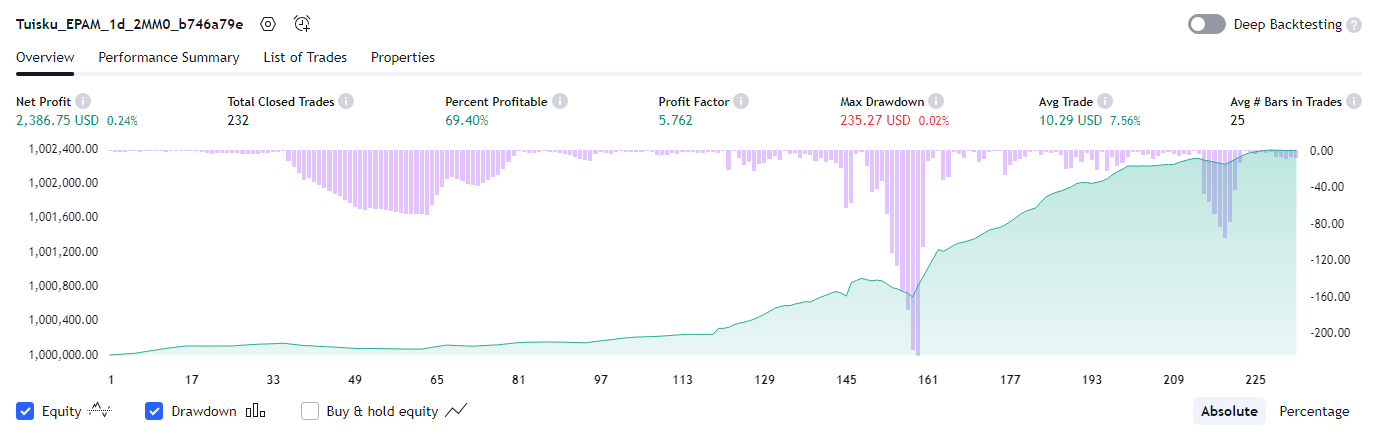 Tuisku_EPAM_1d_2MM0_b746a79e
Deep Backtesting ?
Overview Performance Summary List of Trades Properties
Net Profit Total Closed Trades Percent Profitable Profit Factor Max Drawdown Avg Trade Avg # Bars in Trades
2,386.75 USD 0.24% 232 69.40% 5.762 235.27 USD 0.02% 10.29 USD 7.56% 25
1,002,400.00 0.00
1,002,000.00 -40.00
1,001,600.00 -80.00
1,001,200.00 -120.00
1,000,800.00 -160.00
1,000,400.00 -200.00
1,000,000.00
1 17 33 49 65 81 97 113 129 145 161 177 193 209 225
Equity Drawdown Buy & hold equity Absolute Percentage